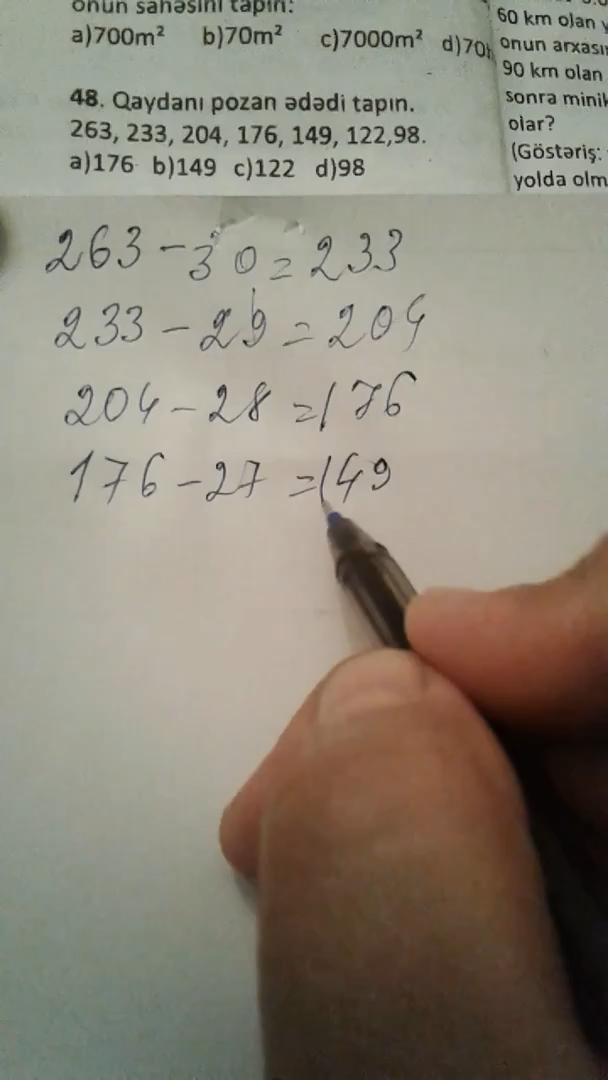 onun sahəsini tapın:
a)700m² b)70m² c)7000m² d)70
48. Qaydanı pozan ədədi tapın.
263, 233, 204, 176, 149, 122,98.
a)176 b)149 c)122 d)98
60 km olan
onun arxası
90 km olan
sonra minik
olar?
(Göstəriş:
yolda olm
263-30=233
233-29=204
204-28=176
176-27=149